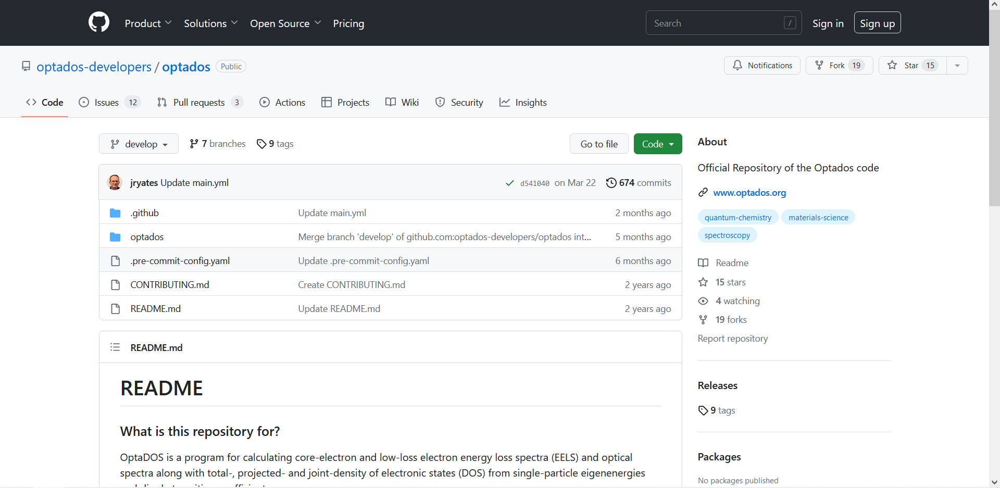 Product Solutions Open Source Pricing Search / Sign in Sign up
optados-developers / optados Public Notifications Fork 19 Star 15
Code Issues 12 Pull requests 3 Actions Projects Wiki Security Insights
develop 7 branches 9 tags Go to file Code
jryates Update main.yml d541040 on Mar 22 674 commits
.github Update main.yml 2 months ago
optados Merge branch 'develop' of github.com:optados-developers/optados int... 5 months ago
.pre-commit-config.yaml Update .pre-commit-config.yaml 6 months ago
CONTRIBUTING.md Create CONTRIBUTING.md 2 years ago
README.md Update README.md 2 years ago
README.md
README
What is this repository for?
OptaDOS is a program for calculating core-electron and low-loss electron energy loss spectra (EELS) and optical
spectra along with total-, projected- and joint-density of electronic states (DOS) from single-particle eigenenergies
About
Official Repository of the Optados code
www.optados.org
quantum-chemistry materials-science
spectroscopy
Readme
15 stars
4 watching
19 forks
Report repository
Releases
9 tags
Packages
No packages published